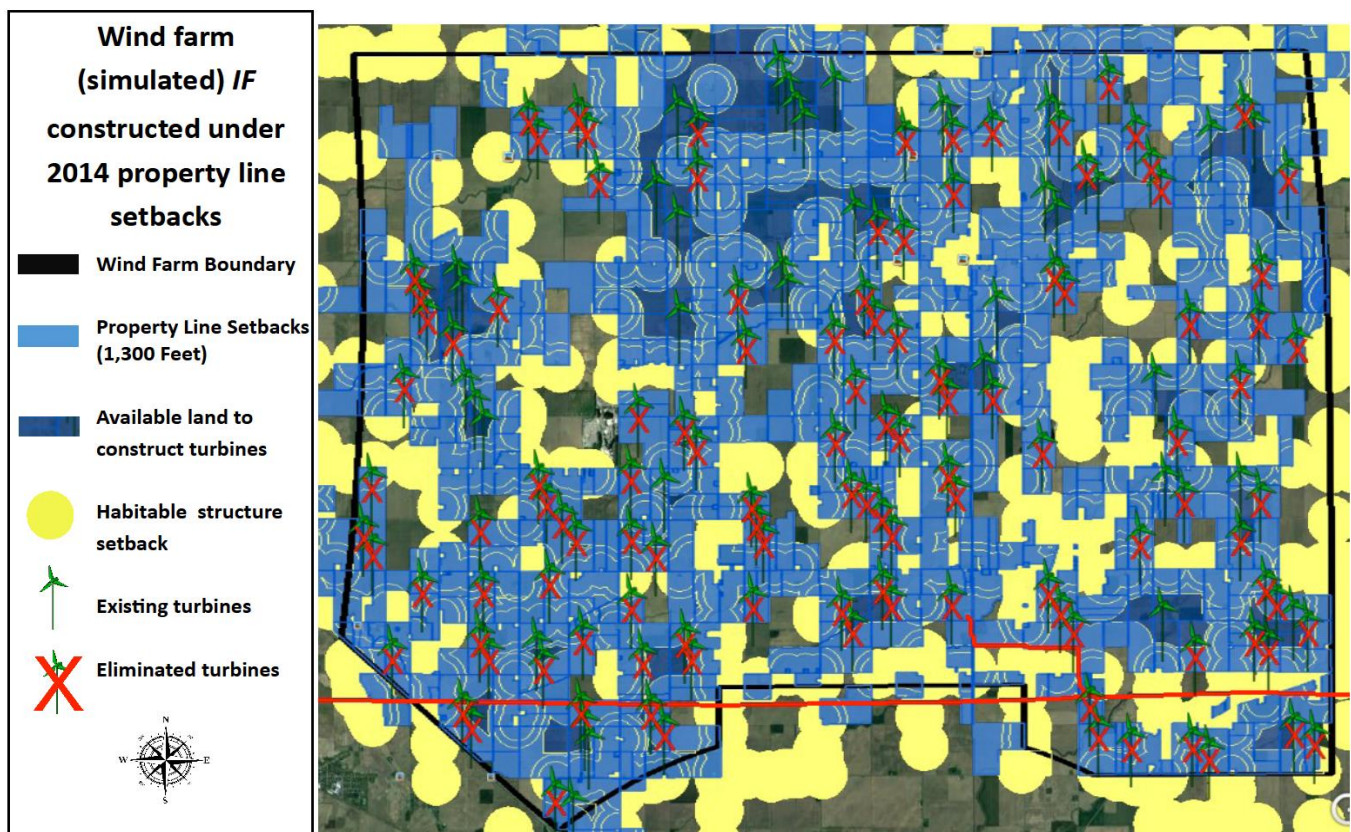 Wind farm
(simulated) IF
constructed under
2014 property line
setbacks
Wind Farm Boundary
Property Line Setbacks
(1,300 Feet)
Available land to
construct turbines
Habitable structure
setback
Existing turbines
Eliminated turbines
N
W E
S